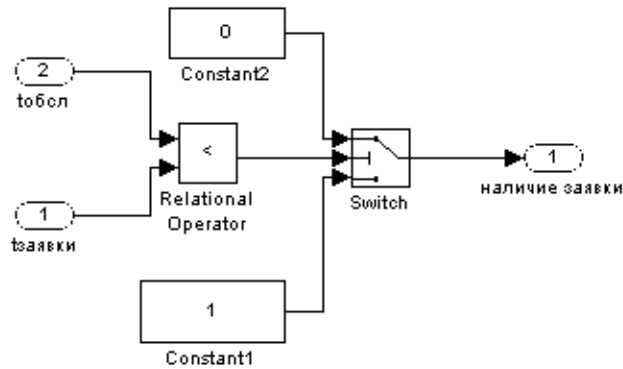 0
Constant2
2
tобсл
<
Relational
Operator
1
tзаявки
Switch
1
наличие заявки
1
Constant1